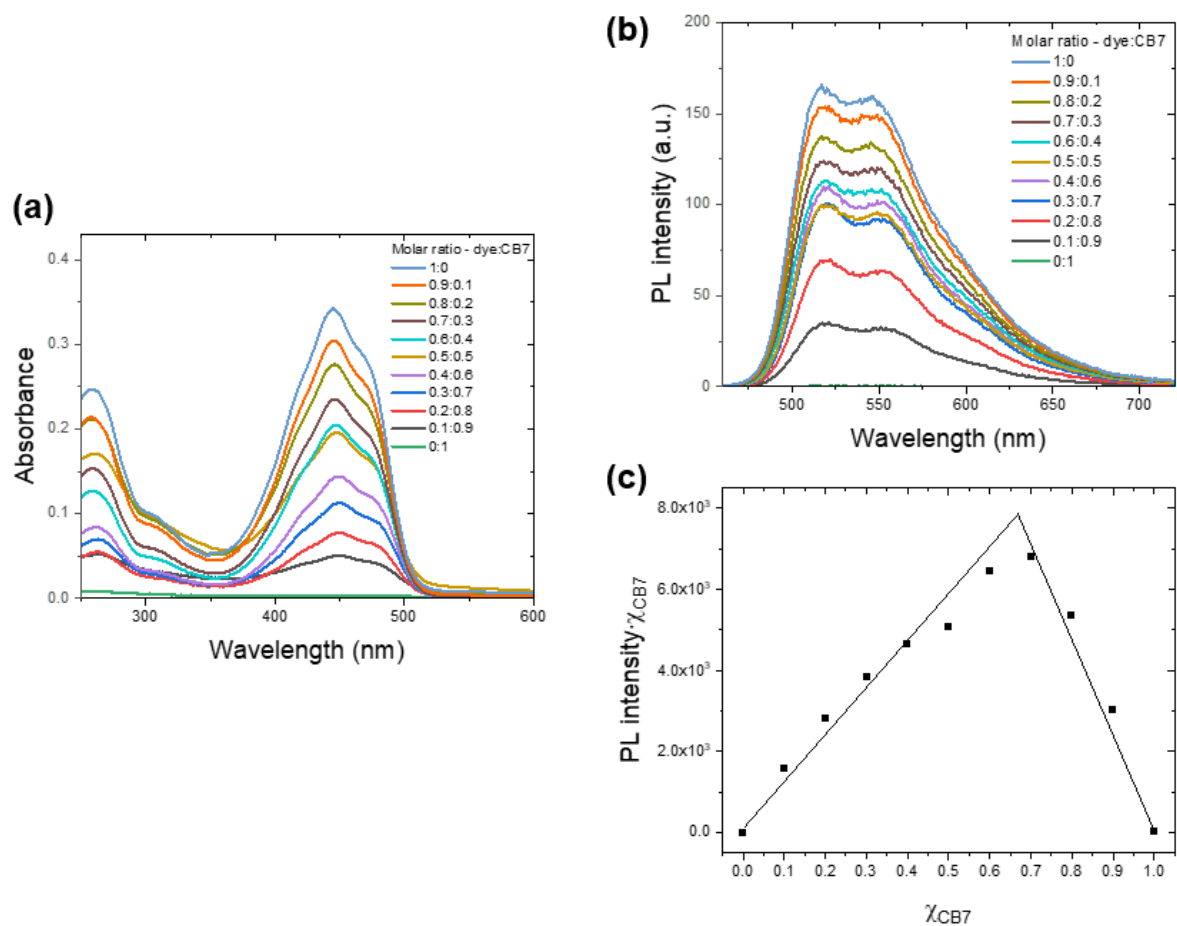 (a)
Absorbance
0.4
0.3
0.2
0.1
0.0
Molar ratio - dye:CB7
1:0
0.9:0.1
0.8:0.2
0.7:0.3
0.6:0.4
0.5:0.5
0.4:0.6
0.3:0.7
0.2:0.8
0.1:0.9
0:1
300
400
500
600
Wavelength (nm)
(b)
PL intensity (a.u.)
200
150
100
50
0
Molar ratio - dye:CB7
1:0
0.9:0.1
0.8:0.2
0.7:0.3
0.6:0.4
0.5:0.5
0.4:0.6
0.3:0.7
0.2:0.8
0.1:0.9
0:1
500
550
600
650
700
Wavelength (nm)
(c)
PL intensity·χCB7
8.0x10³
6.0x10³
4.0x10³
2.0x10³
0.0
0.0 0.1 0.2 0.3 0.4 0.5 0.6 0.7 0.8 0.9 1.0
χCB7